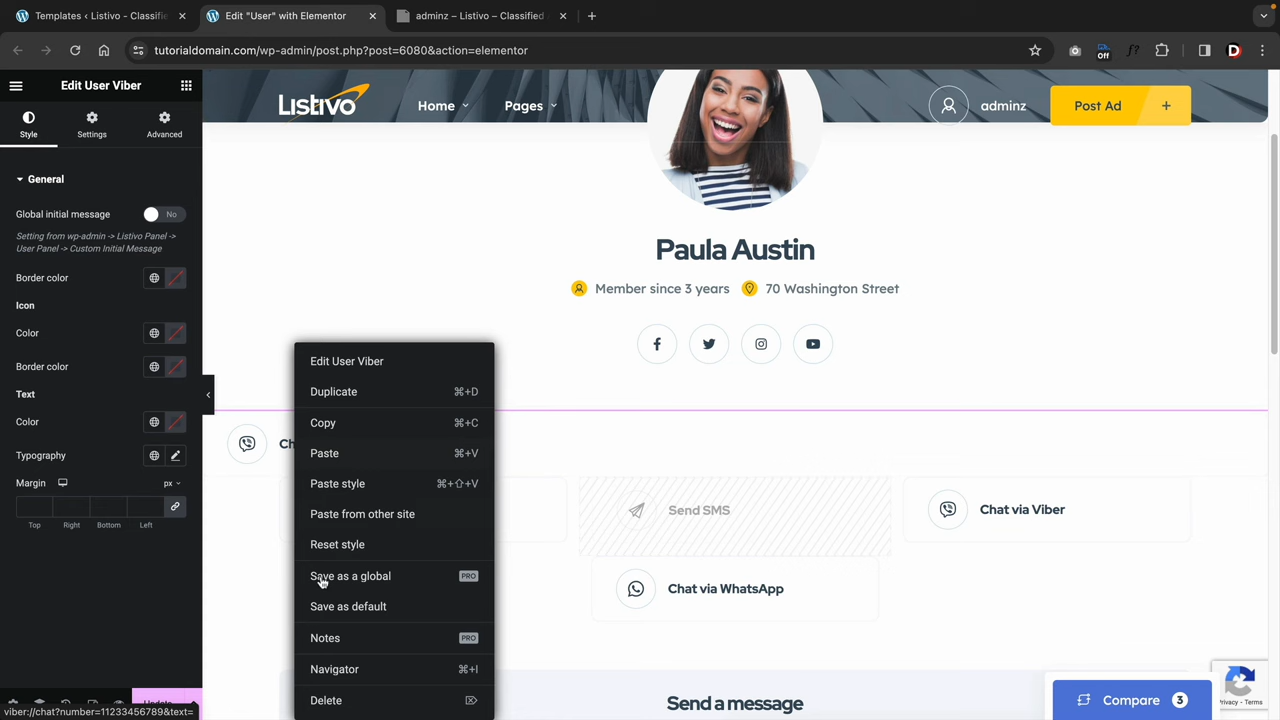 Templates ‹ Listivo – Classifie
Edit "User" with Elementor
adminz – Listivo – Classified
tutorialdomain.com/wp-admin/post.php?post=6080&action=elementor
Off
f?
D
Edit User Viber
Style
Settings
Advanced
General
Global initial message
No
Setting from wp-admin -> Listivo Panel ->
User Panel -> Custom Initial Message
Border color
Icon
Color
Border color
Text
Color
Typography
Margin
px
Top
Right
Bottom
Left
viber://chat?number=11233456789&text=
Listivo
Home
Pages
adminz
Post Ad +
Paula Austin
Member since 3 years
70 Washington Street
Ch
Edit User Viber
Duplicate ⌘+D
Copy ⌘+C
Paste ⌘+V
Paste style ⌘+⇧+V
Paste from other site
Reset style
Save as a global PRO
Save as default
Notes PRO
Navigator ⌘+I
Delete
Send SMS
Chat via Viber
Chat via WhatsApp
Send a message
Compare 3
Privacy - Terms